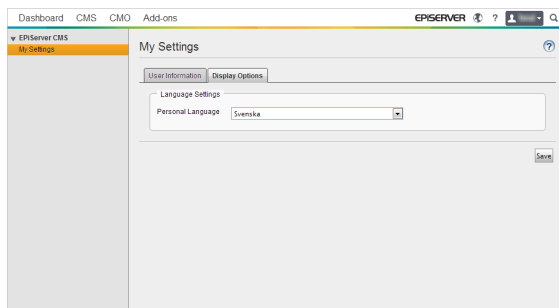 Dashboard CMS CMO Add-ons EPISERVER ?
EPIServer CMS
My Settings
My Settings ?
User Information Display Options
Language Settings
Personal Language Svenska
Save